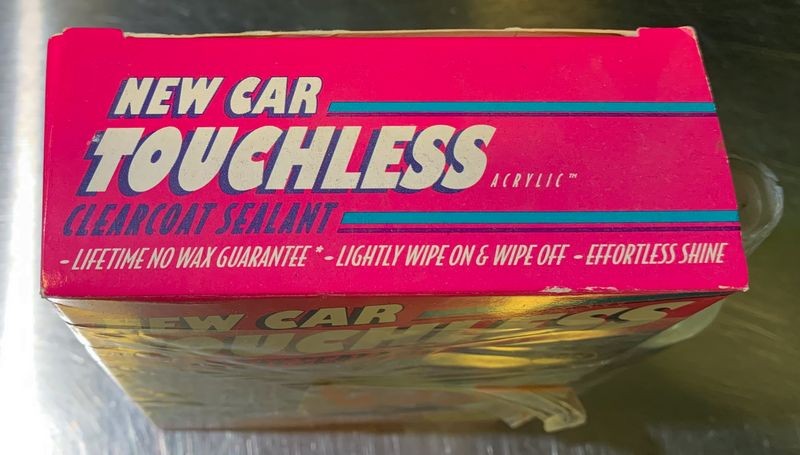 NEW CAR
TOUCHLESS
ACRYLIC™
CLEARCOAT SEALANT
- LIFETIME NO WAX GUARANTEE * - LIGHTLY WIPE ON & WIPE OFF - EFFORTLESS SHINE
NEW CAR
TOUCHLESS